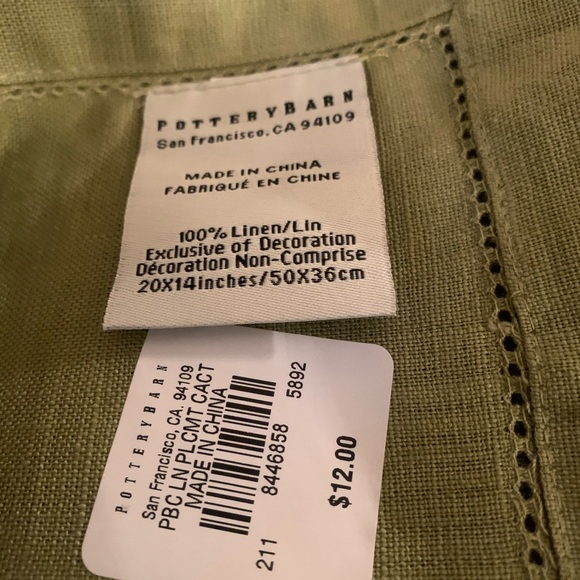 POTTERYBARN
San Francisco, CA 94109
MADE IN CHINA
FABRIQUÉ EN CHINE
100% Linen/Lin
Exclusive of Decoration
Décoration Non-Comprise
20X14inches/50X36cm
POTTERYBARN
San Francisco, CA. 94109
PBC LN PLCMT CACT
MADE IN CHINA
211 8446858 5892
$12.00